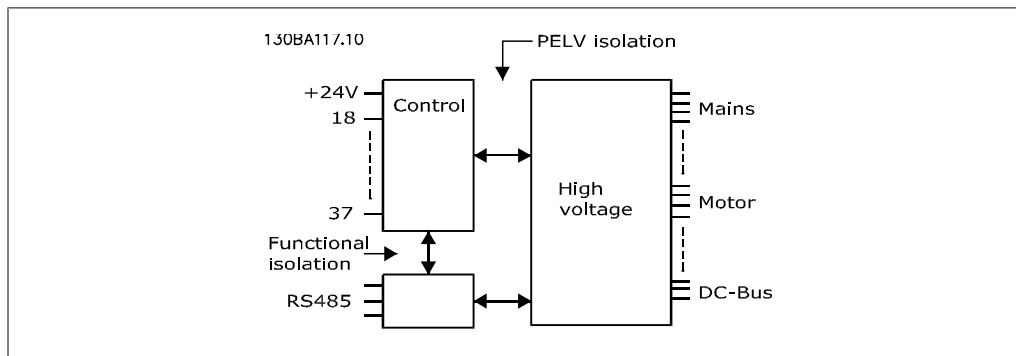 130BA117.10
PELV isolation
+24V
Control
18
Mains
High
voltage
37
Motor
Functional
isolation
RS485
DC-Bus